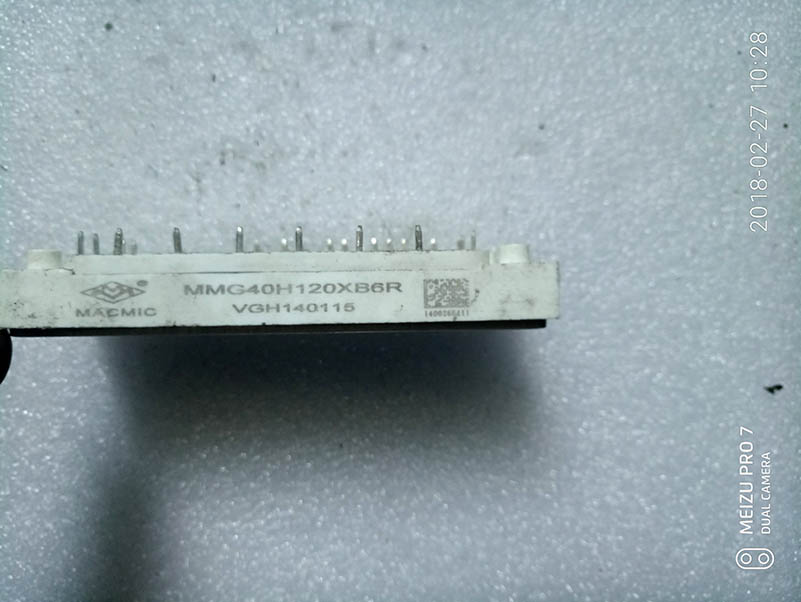 MACMIC
MMG40H120XB6R
VGH140115
2018-02-27 10:28
MEIZU PRO 7
DUAL CAMERA